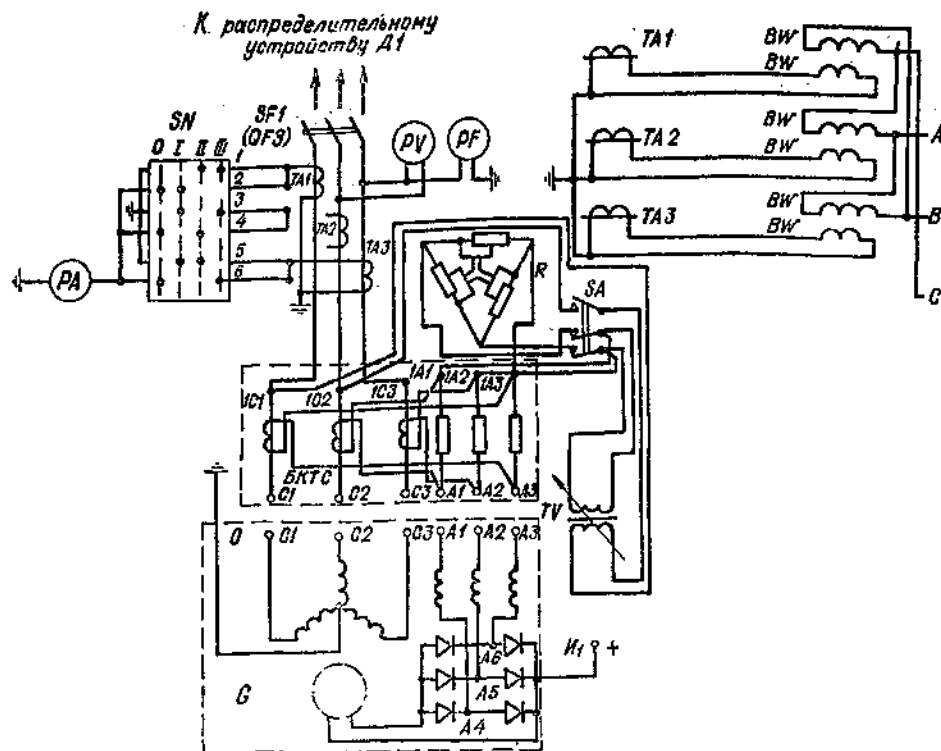 К распределительному
устройству Д1
SN
O I II III
1
2
3
4
5
6
PA
SF1
(QF3)
TA1
TA2
TA3
PV
PF
TA1
TA2
TA3
BW
BW
BW
BW
BW
BW
A
B
C
R
SA
1C1
1C2
1C3
1A1
1A2
1A3
БКТС
C1
C2
C3
A1
A2
A3
TV
O
C1
C2
C3
A1
A2
A3
G
A6
A5
A4
И₁ +